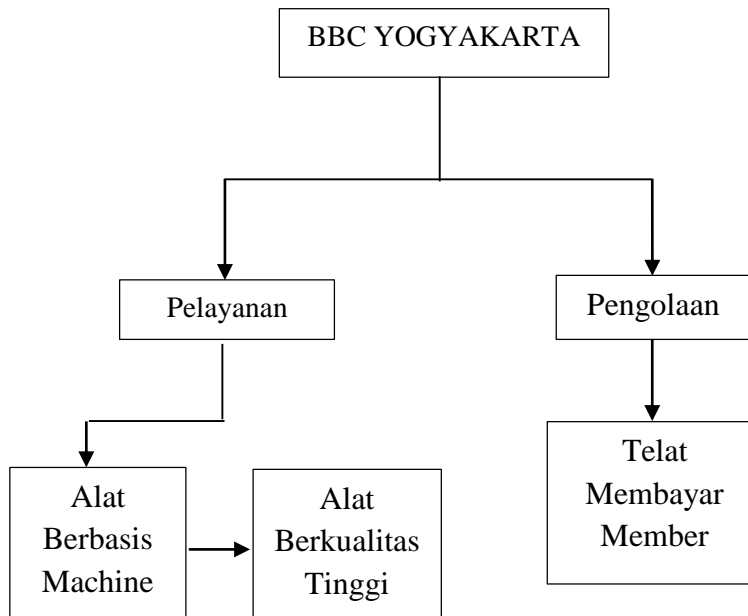 BBC YOGYAKARTA
Pelayanan
Pengolaan
Alat
Berbasis
Machine
Alat
Berkualitas
Tinggi
Telat
Membayar
Member